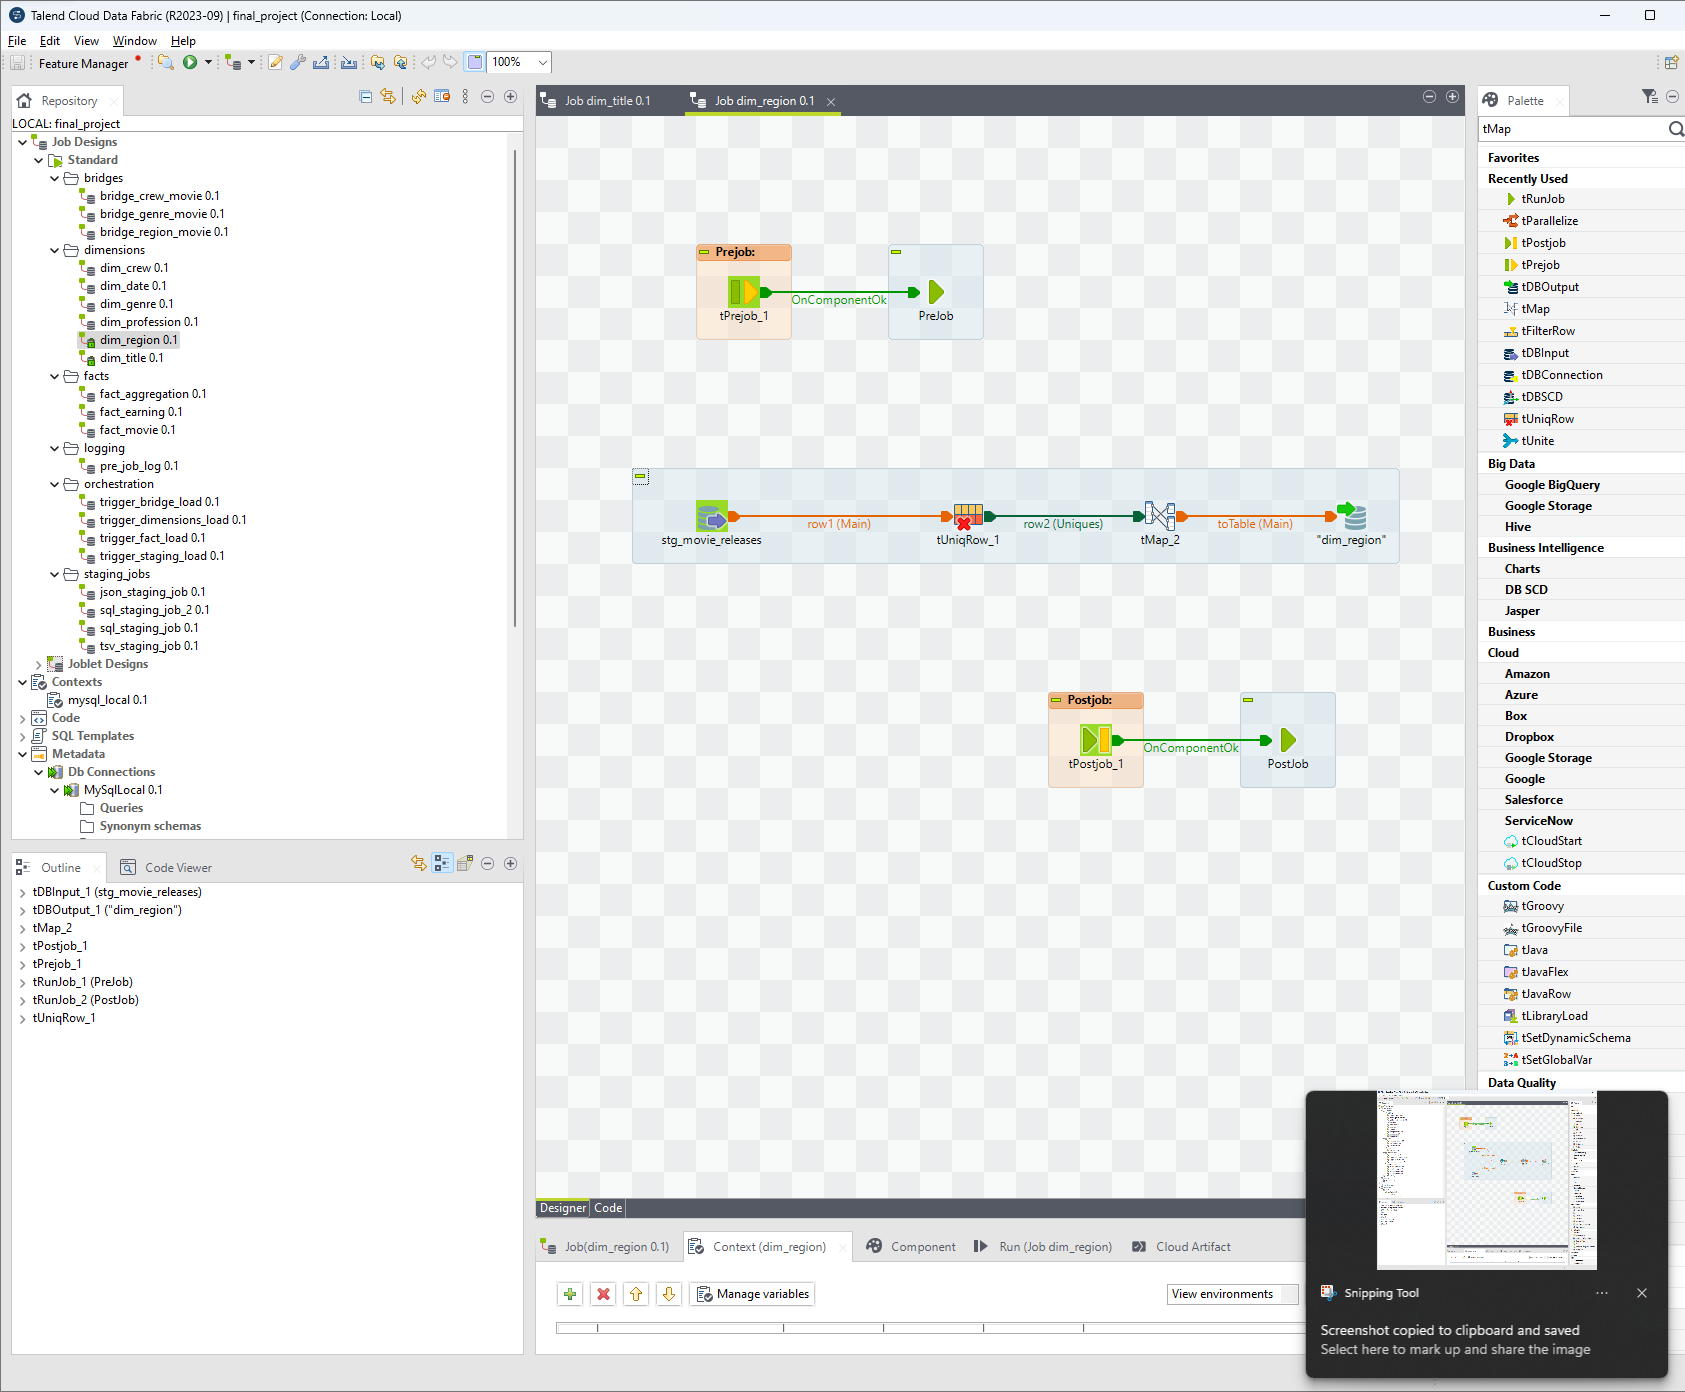 Talend Cloud Data Fabric (R2023-09) | final_project (Connection: Local)
File Edit View Window Help
Feature Manager
100%
Repository
LOCAL: final_project
Job Designs
Standard
bridges
bridge_crew_movie 0.1
bridge_genre_movie 0.1
bridge_region_movie 0.1
dimensions
dim_crew 0.1
dim_date 0.1
dim_genre 0.1
dim_profession 0.1
dim_region 0.1
dim_title 0.1
facts
fact_aggregation 0.1
fact_earning 0.1
fact_movie 0.1
logging
pre_job_log 0.1
orchestration
trigger_bridge_load 0.1
trigger_dimensions_load 0.1
trigger_fact_load 0.1
trigger_staging_load 0.1
staging_jobs
json_staging_job 0.1
sql_staging_job_2 0.1
sql_staging_job 0.1
tsv_staging_job 0.1
Joblet Designs
Contexts
mysql_local 0.1
Code
SQL Templates
Metadata
Db Connections
MySqlLocal 0.1
Queries
Synonym schemas
Outline
Code Viewer
tDBInput_1 (stg_movie_releases)
tDBOutput_1 ("dim_region")
tMap_2
tPostjob_1
tPrejob_1
tRunJob_1 (PreJob)
tRunJob_2 (PostJob)
tUniqRow_1
Job dim_title 0.1
Job dim_region 0.1
Prejob:
OnComponentOk
tPrejob_1
PreJob
row1 (Main)
row2 (Uniques)
toTable (Main)
stg_movie_releases
tUniqRow_1
tMap_2
"dim_region"
Postjob:
OnComponentOk
tPostjob_1
PostJob
Designer
Code
Job(dim_region 0.1)
Context (dim_region)
Component
Run (Job dim_region)
Cloud Artifact
Manage variables
View environments
Palette
tMap
Favorites
Recently Used
tRunJob
tParallelize
tPostjob
tPrejob
tDBOutput
tMap
tFilterRow
tDBInput
tDBConnection
tDBSCD
tUniqRow
tUnite
Big Data
Google BigQuery
Google Storage
Hive
Business Intelligence
Charts
DB SCD
Jasper
Business
Cloud
Amazon
Azure
Box
Dropbox
Google Storage
Google
Salesforce
ServiceNow
tCloudStart
tCloudStop
Custom Code
tGroovy
tGroovyFile
tJava
tJavaFlex
tJavaRow
tLibraryLoad
tSetDynamicSchema
tSetGlobalVar
Data Quality
Snipping Tool
Screenshot copied to clipboard and saved
Select here to mark up and share the image